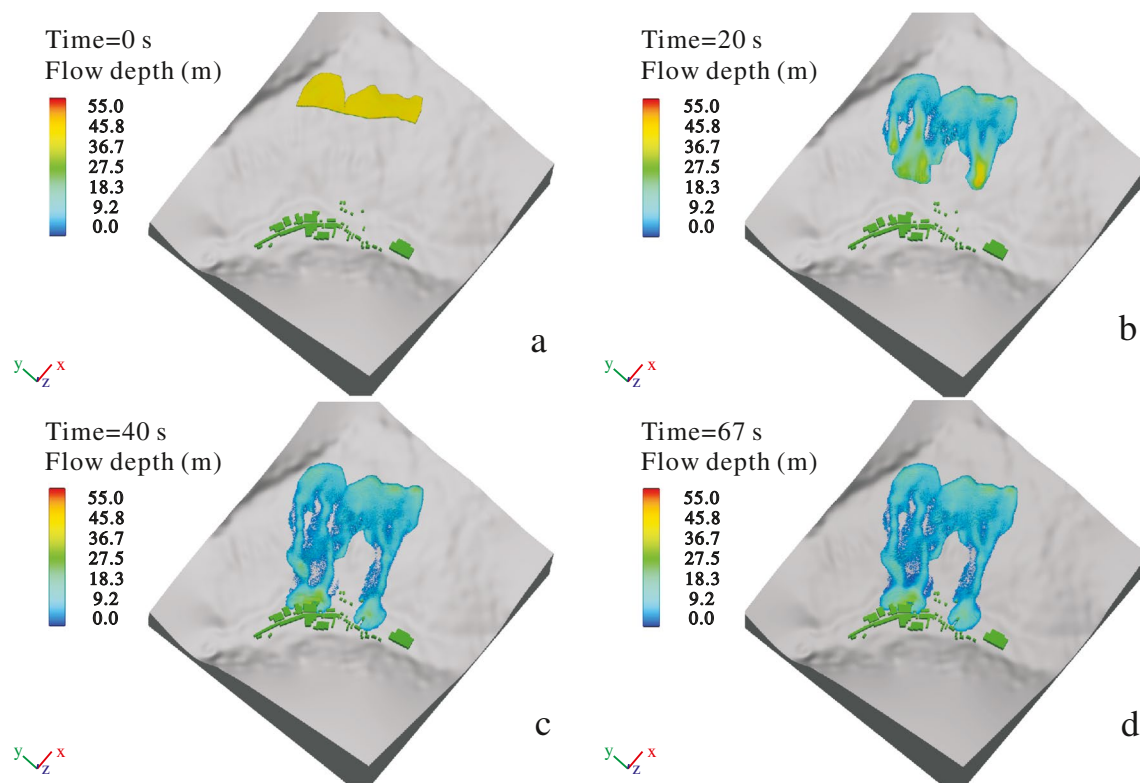 Time=0 s
Flow depth (m)
55.0
45.8
36.7
27.5
18.3
9.2
0.0
y
x
z
a
Time=20 s
Flow depth (m)
55.0
45.8
36.7
27.5
18.3
9.2
0.0
y
x
z
b
Time=40 s
Flow depth (m)
55.0
45.8
36.7
27.5
18.3
9.2
0.0
y
x
z
c
Time=67 s
Flow depth (m)
55.0
45.8
36.7
27.5
18.3
9.2
0.0
y
x
z
d